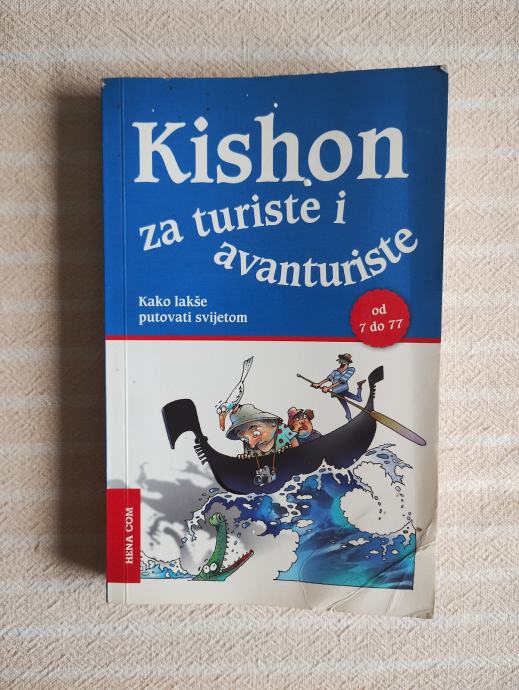 Kishon
za turiste i
avanturiste
Kako lakše
putovati svijetom
od
7 do 77
HENA COM